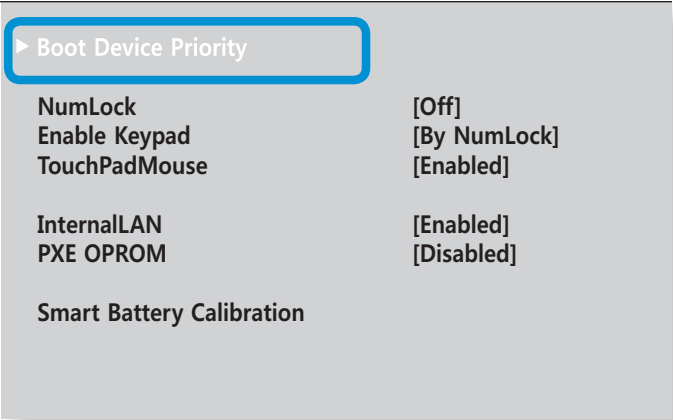 Boot Device Priority
NumLock [Off]
Enable Keypad [By NumLock]
TouchPadMouse [Enabled]
InternalLAN [Enabled]
PXE OPROM [Disabled]
Smart Battery Calibration